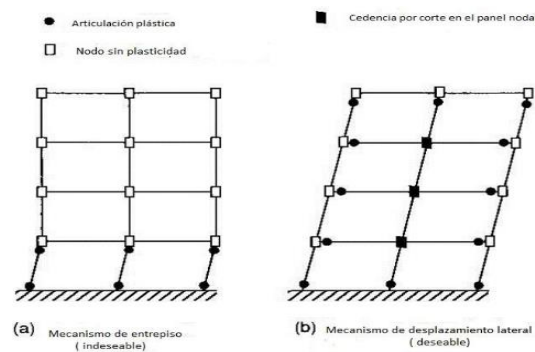 Articulación plástica
Cedencia por corte en el panel noda
Nodo sin plasticidad
(a) Mecanismo de entrepiso
( indeseable)
(b) Mecanismo de desplazamiento lateral
( deseable)